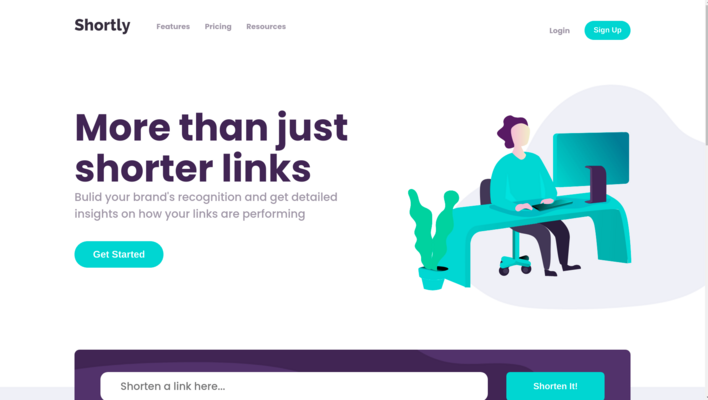 Shortly
Features
Pricing
Resources
Login
Sign Up
More than just
shorter links
Bulid your brand's recognition and get detailed
insights on how your links are performing
Get Started
Shorten a link here...
Shorten It!